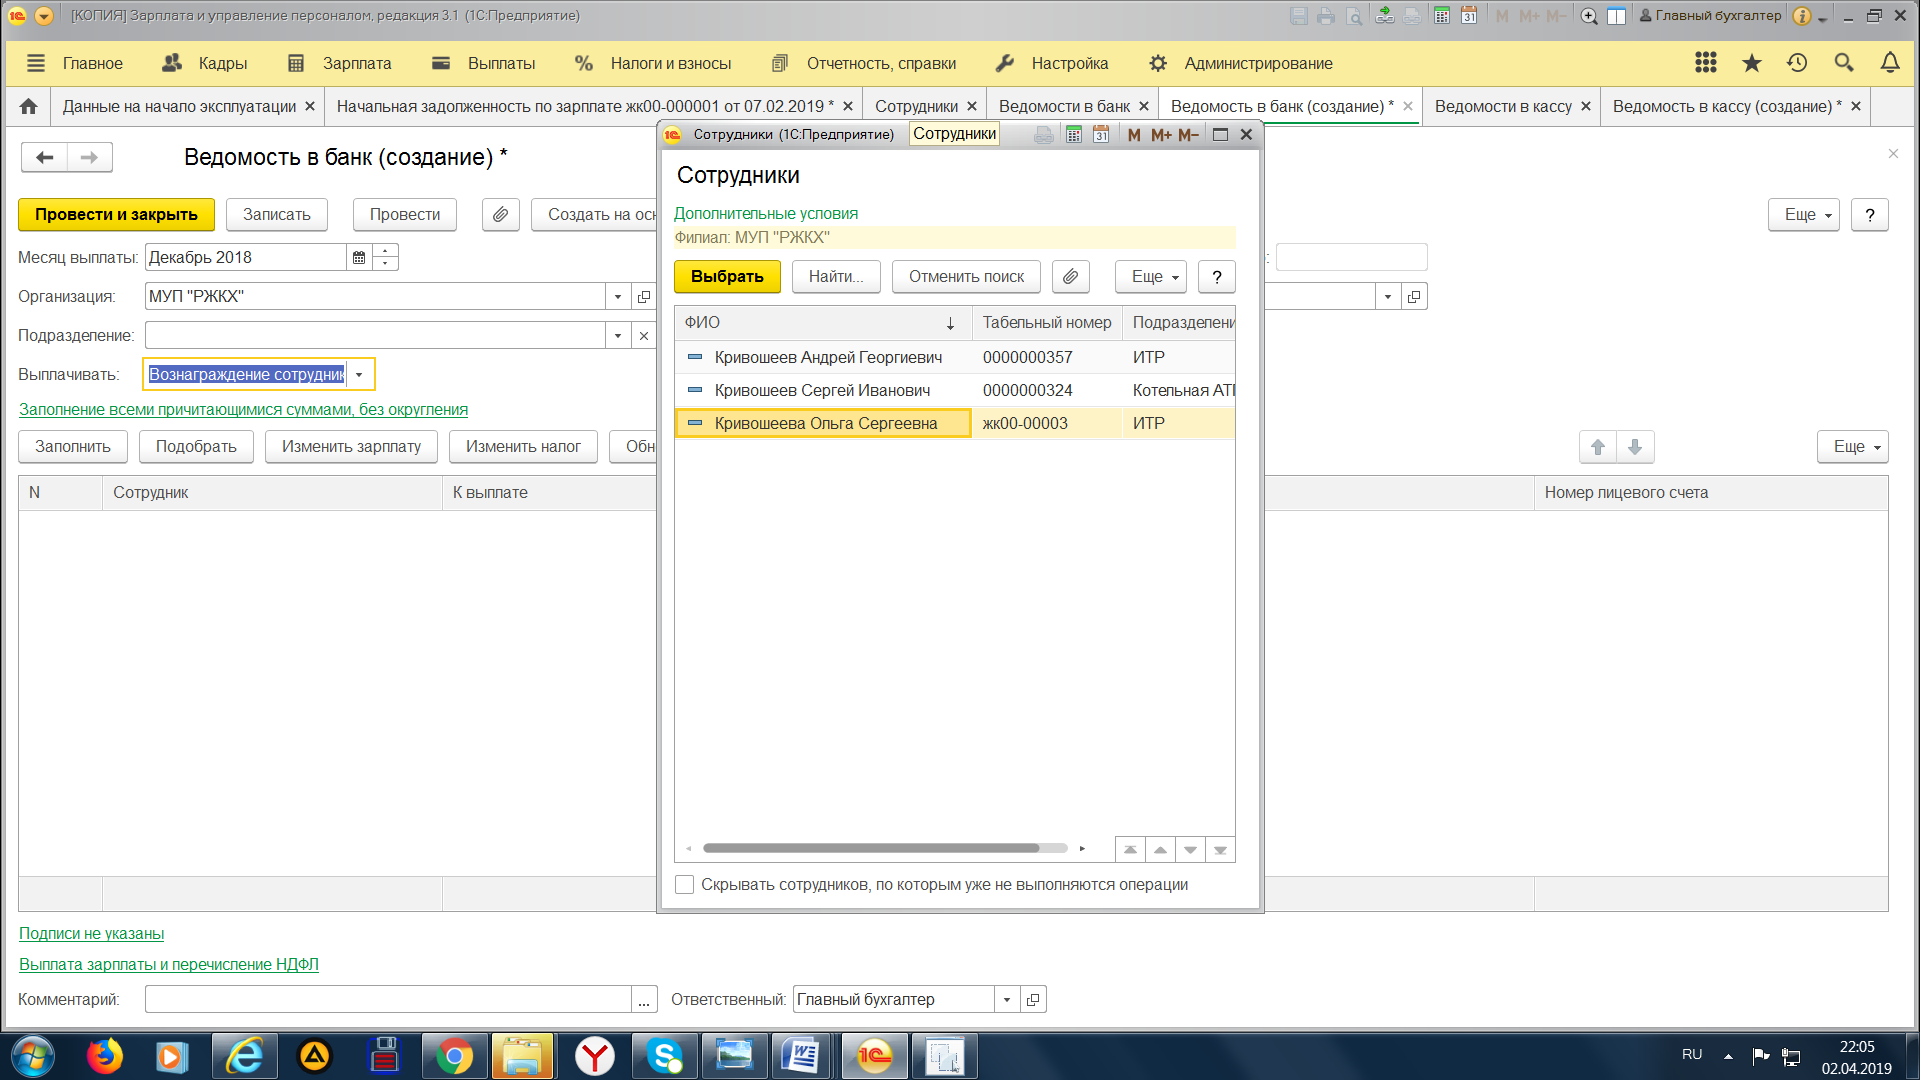 [КОПИЯ] Зарплата и управление персоналом, редакция 3.1 (1С:Предприятие)
31 M M+ M− Главный бухгалтер
Главное Кадры Зарплата Выплаты Налоги и взносы Отчетность, справки Настройка Администрирование
Данные на начало эксплуатации Начальная задолженность по зарплате жк00-000001 от 07.02.2019 * Сотрудники Ведомости в банк Ведомость в банк (создание) * Ведомости в кассу Ведомость в кассу (создание) *
Ведомость в банк (создание) *
Провести и закрыть Записать Провести Создать на осн Еще ?
Месяц выплаты: Декабрь 2018
Организация: МУП "РЖКХ"
Подразделение:
Выплачивать: Вознаграждение сотрудник
Заполнение всеми причитающимися суммами, без округления
Заполнить Подобрать Изменить зарплату Изменить налог Обн Еще
N Сотрудник К выплате Номер лицевого счета
Сотрудники (1С:Предприятие) Сотрудники 31 M M+ M−
Сотрудники
Дополнительные условия
Филиал: МУП "РЖКХ"
Выбрать Найти... Отменить поиск Еще ?
ФИО Табельный номер Подразделени
Кривошеев Андрей Георгиевич 0000000357 ИТР
Кривошеев Сергей Иванович 0000000324 Котельная АТП
Кривошеева Ольга Сергеевна жк00-00003 ИТР
Скрывать сотрудников, по которым уже не выполняются операции
Подписи не указаны
Выплата зарплаты и перечисление НДФЛ
Комментарий: ... Ответственный: Главный бухгалтер
RU 22:05
02.04.2019